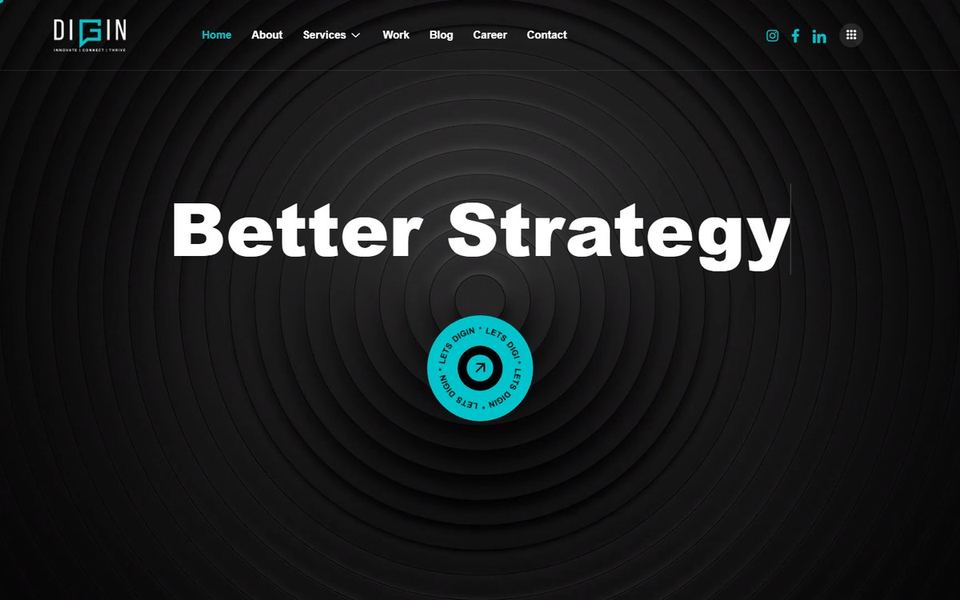 DIGIN
INNOVATE | CONNECT | THRIVE
Home
About
Services
Work
Blog
Career
Contact
Better Strategy
LETS DIGIN * LETS DIGI * LETS DIGIN * LETS DIGIN *